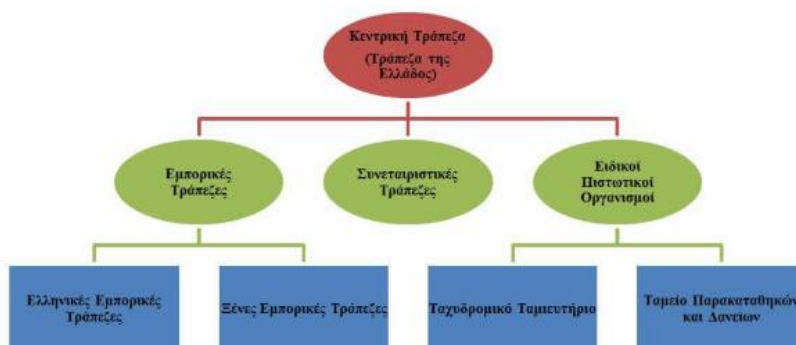 Κεντρική Τράπεζα
(Τράπεζα της
Ελλάδος)
Εμπορικές
Τράπεζες
Συνεταιριστικές
Τράπεζες
Ειδικοί
Πιστωτικοί
Οργανισμοί
Ελληνικές Εμπορικές
Τράπεζες
Ξένες Εμπορικές Τράπεζες
Ταχυδρομικό Ταμιευτήριο
Ταμείο Παρακαταθηκών
και Δανείων